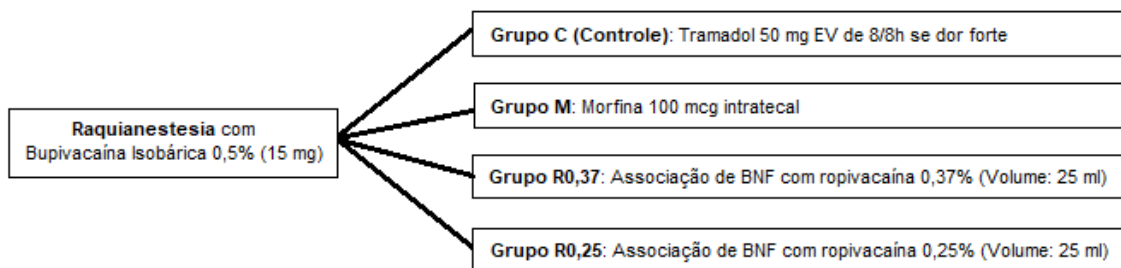 Raquianestesia com
Bupivacaína Isobárica 0,5% (15 mg)
Grupo C (Controle): Tramadol 50 mg EV de 8/8h se dor forte
Grupo M: Morfina 100 mcg intratecal
Grupo R0,37: Associação de BNF com ropivacaína 0,37% (Volume: 25 ml)
Grupo R0,25: Associação de BNF com ropivacaína 0,25% (Volume: 25 ml)